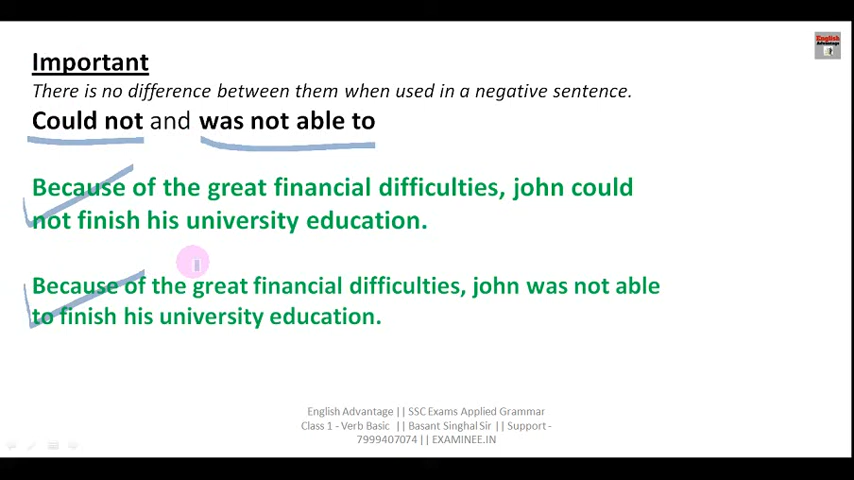 English
Advantage
Important
There is no difference between them when used in a negative sentence.
Could not and was not able to
Because of the great financial difficulties, john could
not finish his university education.
Because of the great financial difficulties, john was not able
to finish his university education.
English Advantage || SSC Exams Applied Grammar
Class 1 - Verb Basic || Basant Singhal Sir || Support -
7999407074 || EXAMINEE.IN